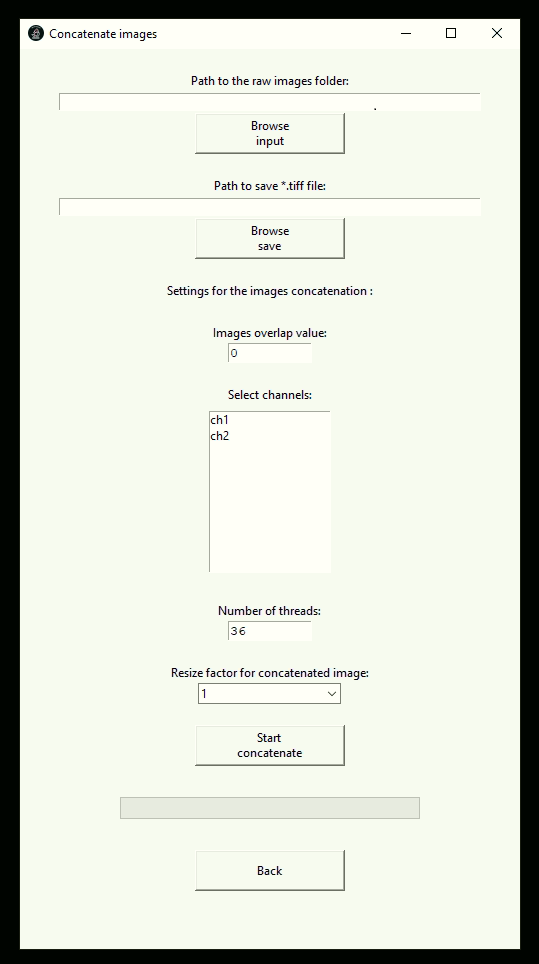 Concatenate images
Path to the raw images folder:
Browse
input
Path to save *.tiff file:
Browse
save
Settings for the images concatenation :
Images overlap value:
0
Select channels:
ch1
ch2
Number of threads:
36
Resize factor for concatenated image:
1
Start
concatenate
Back